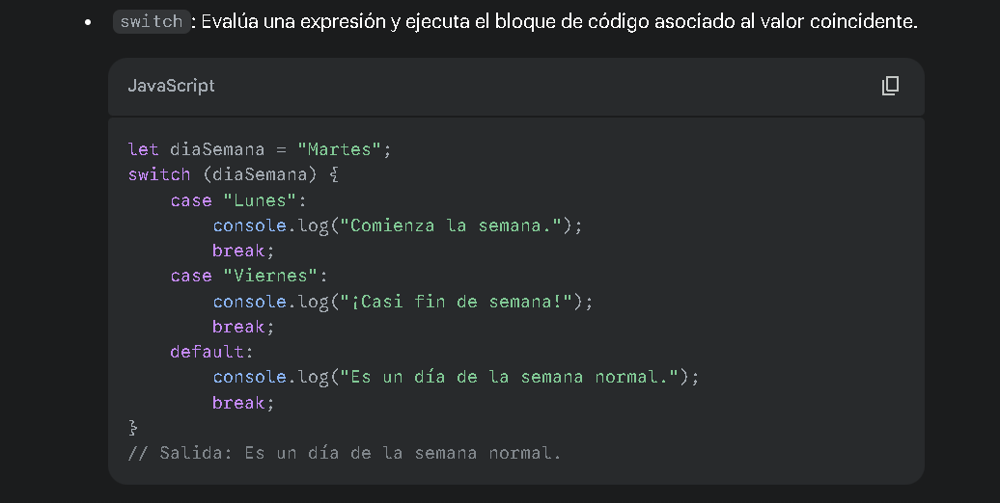 • switch: Evalúa una expresión y ejecuta el bloque de código asociado al valor coincidente.
JavaScript
let diaSemana = "Martes";
switch (diaSemana) {
    case "Lunes":
        console.log("Comienza la semana.");
        break;
    case "Viernes":
        console.log("¡Casi fin de semana!");
        break;
    default:
        console.log("Es un día de la semana normal.");
        break;
}
// Salida: Es un día de la semana normal.